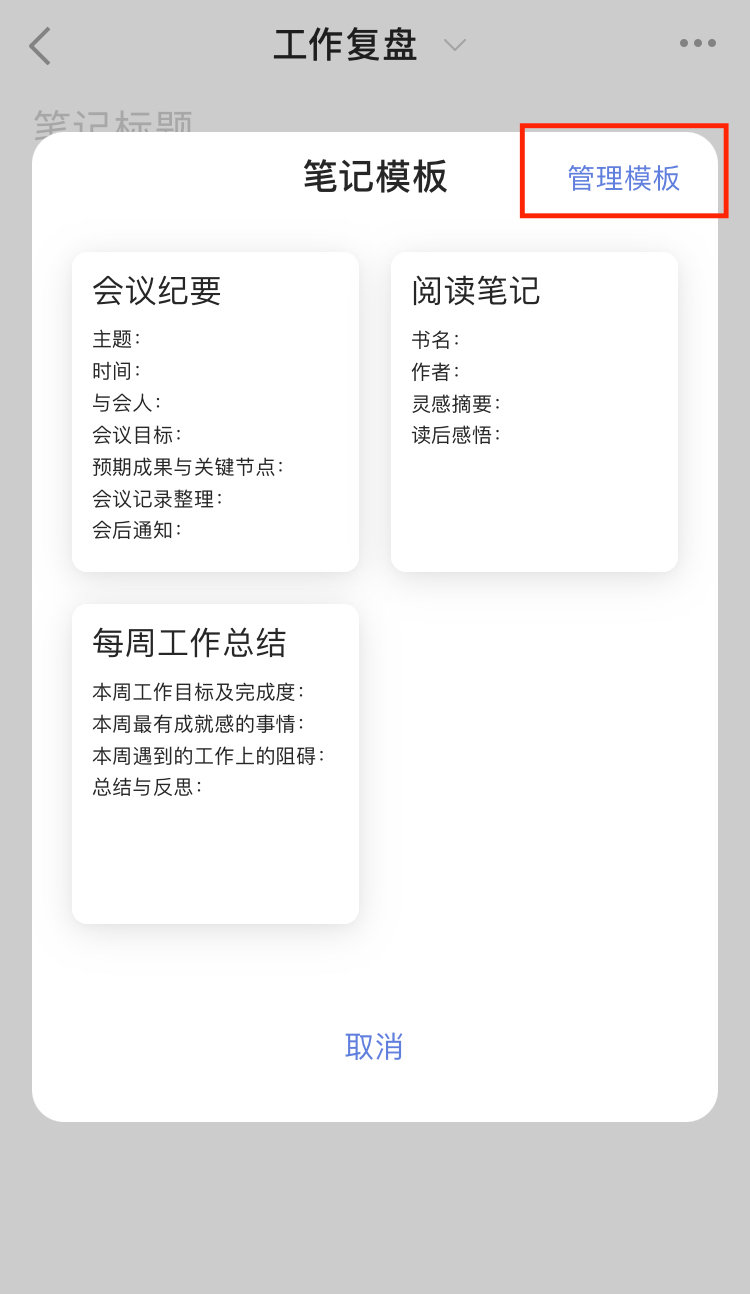 工作复盘
笔记标题
笔记模板
管理模板
会议纪要
主题：
时间：
与会人：
会议目标：
预期成果与关键节点：
会议记录整理：
会后通知：
阅读笔记
书名：
作者：
灵感摘要：
读后感悟：
每周工作总结
本周工作目标及完成度：
本周最有成就感的事情：
本周遇到的工作上的阻碍：
总结与反思：
取消